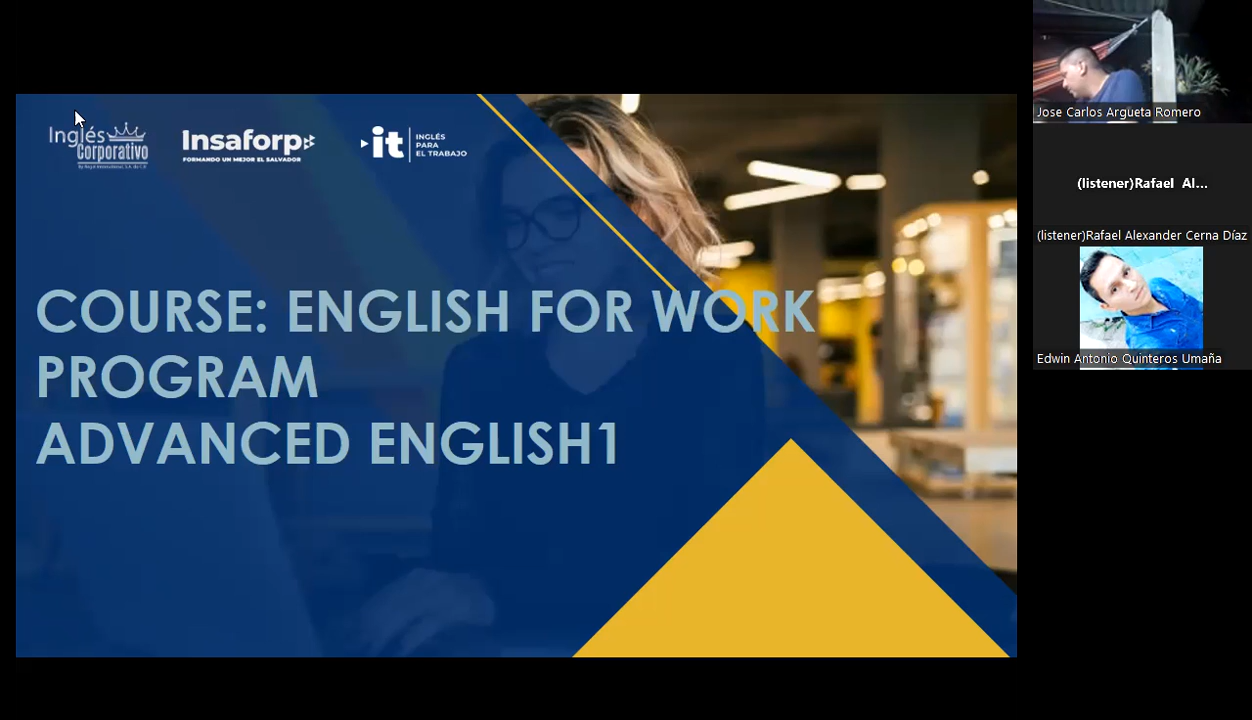 Inglés
Corporativo
Insaforp
FORMANDO UN MEJOR EL SALVADOR
it
INGLÉS
PARA
EL TRABAJO
COURSE: ENGLISH FOR WORK
PROGRAM
ADVANCED ENGLISH1
Jose Carlos Argueta Romero
(listener)Rafael Al...
(listener)Rafael Alexander Cerna Díaz
Edwin Antonio Quinteros Umaña